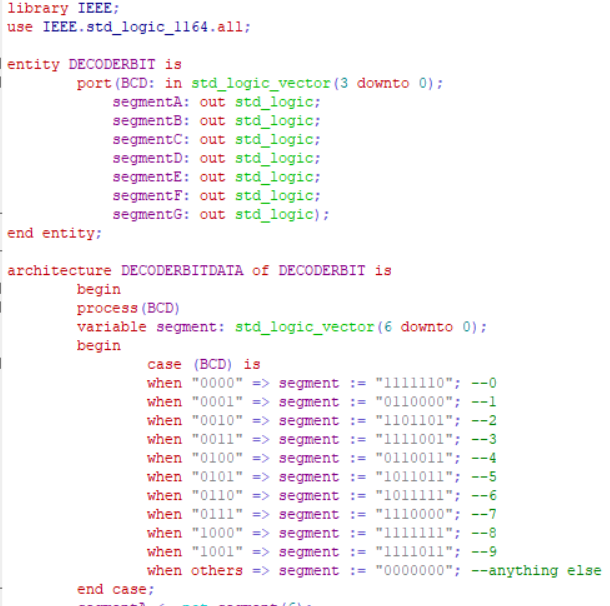 library IEEE;
use IEEE.std_logic_1164.all;
entity DECODERBIT is
port(BCD: in std_logic_vector(3 downto 0);
segmentA: out std_logic;
segmentB: out std_logic;
segmentC: out std_logic;
segmentD: out std_logic;
segmentE: out std_logic;
segmentF: out std_logic;
segmentG: out std_logic);
end entity;
architecture DECODERBITDATA of DECODERBIT is
begin
process(BCD)
variable segment: std_logic_vector(6 downto 0);
begin
case (BCD) is
when "0000" => segment := "1111110"; --0
when "0001" => segment := "0110000"; --1
when "0010" => segment := "1101101"; --2
when "0011" => segment := "1111001"; --3
when "0100" => segment := "0110011"; --4
when "0101" => segment := "1011011"; --5
when "0110" => segment := "1011111"; --6
when "0111" => segment := "1110000"; --7
when "1000" => segment := "1111111"; --8
when "1001" => segment := "1111011"; --9
when others => segment := "0000000"; --anything else
end case;